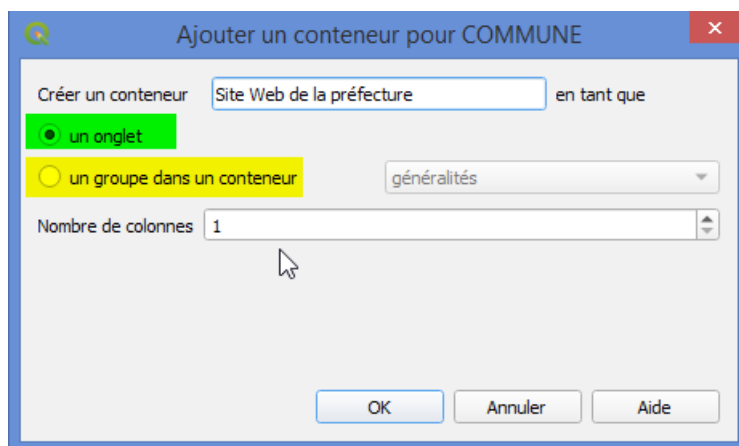 Ajouter un conteneur pour COMMUNE
Créer un conteneur Site Web de la préfecture en tant que
un onglet
un groupe dans un conteneur généralités
Nombre de colonnes 1
OK Annuler Aide